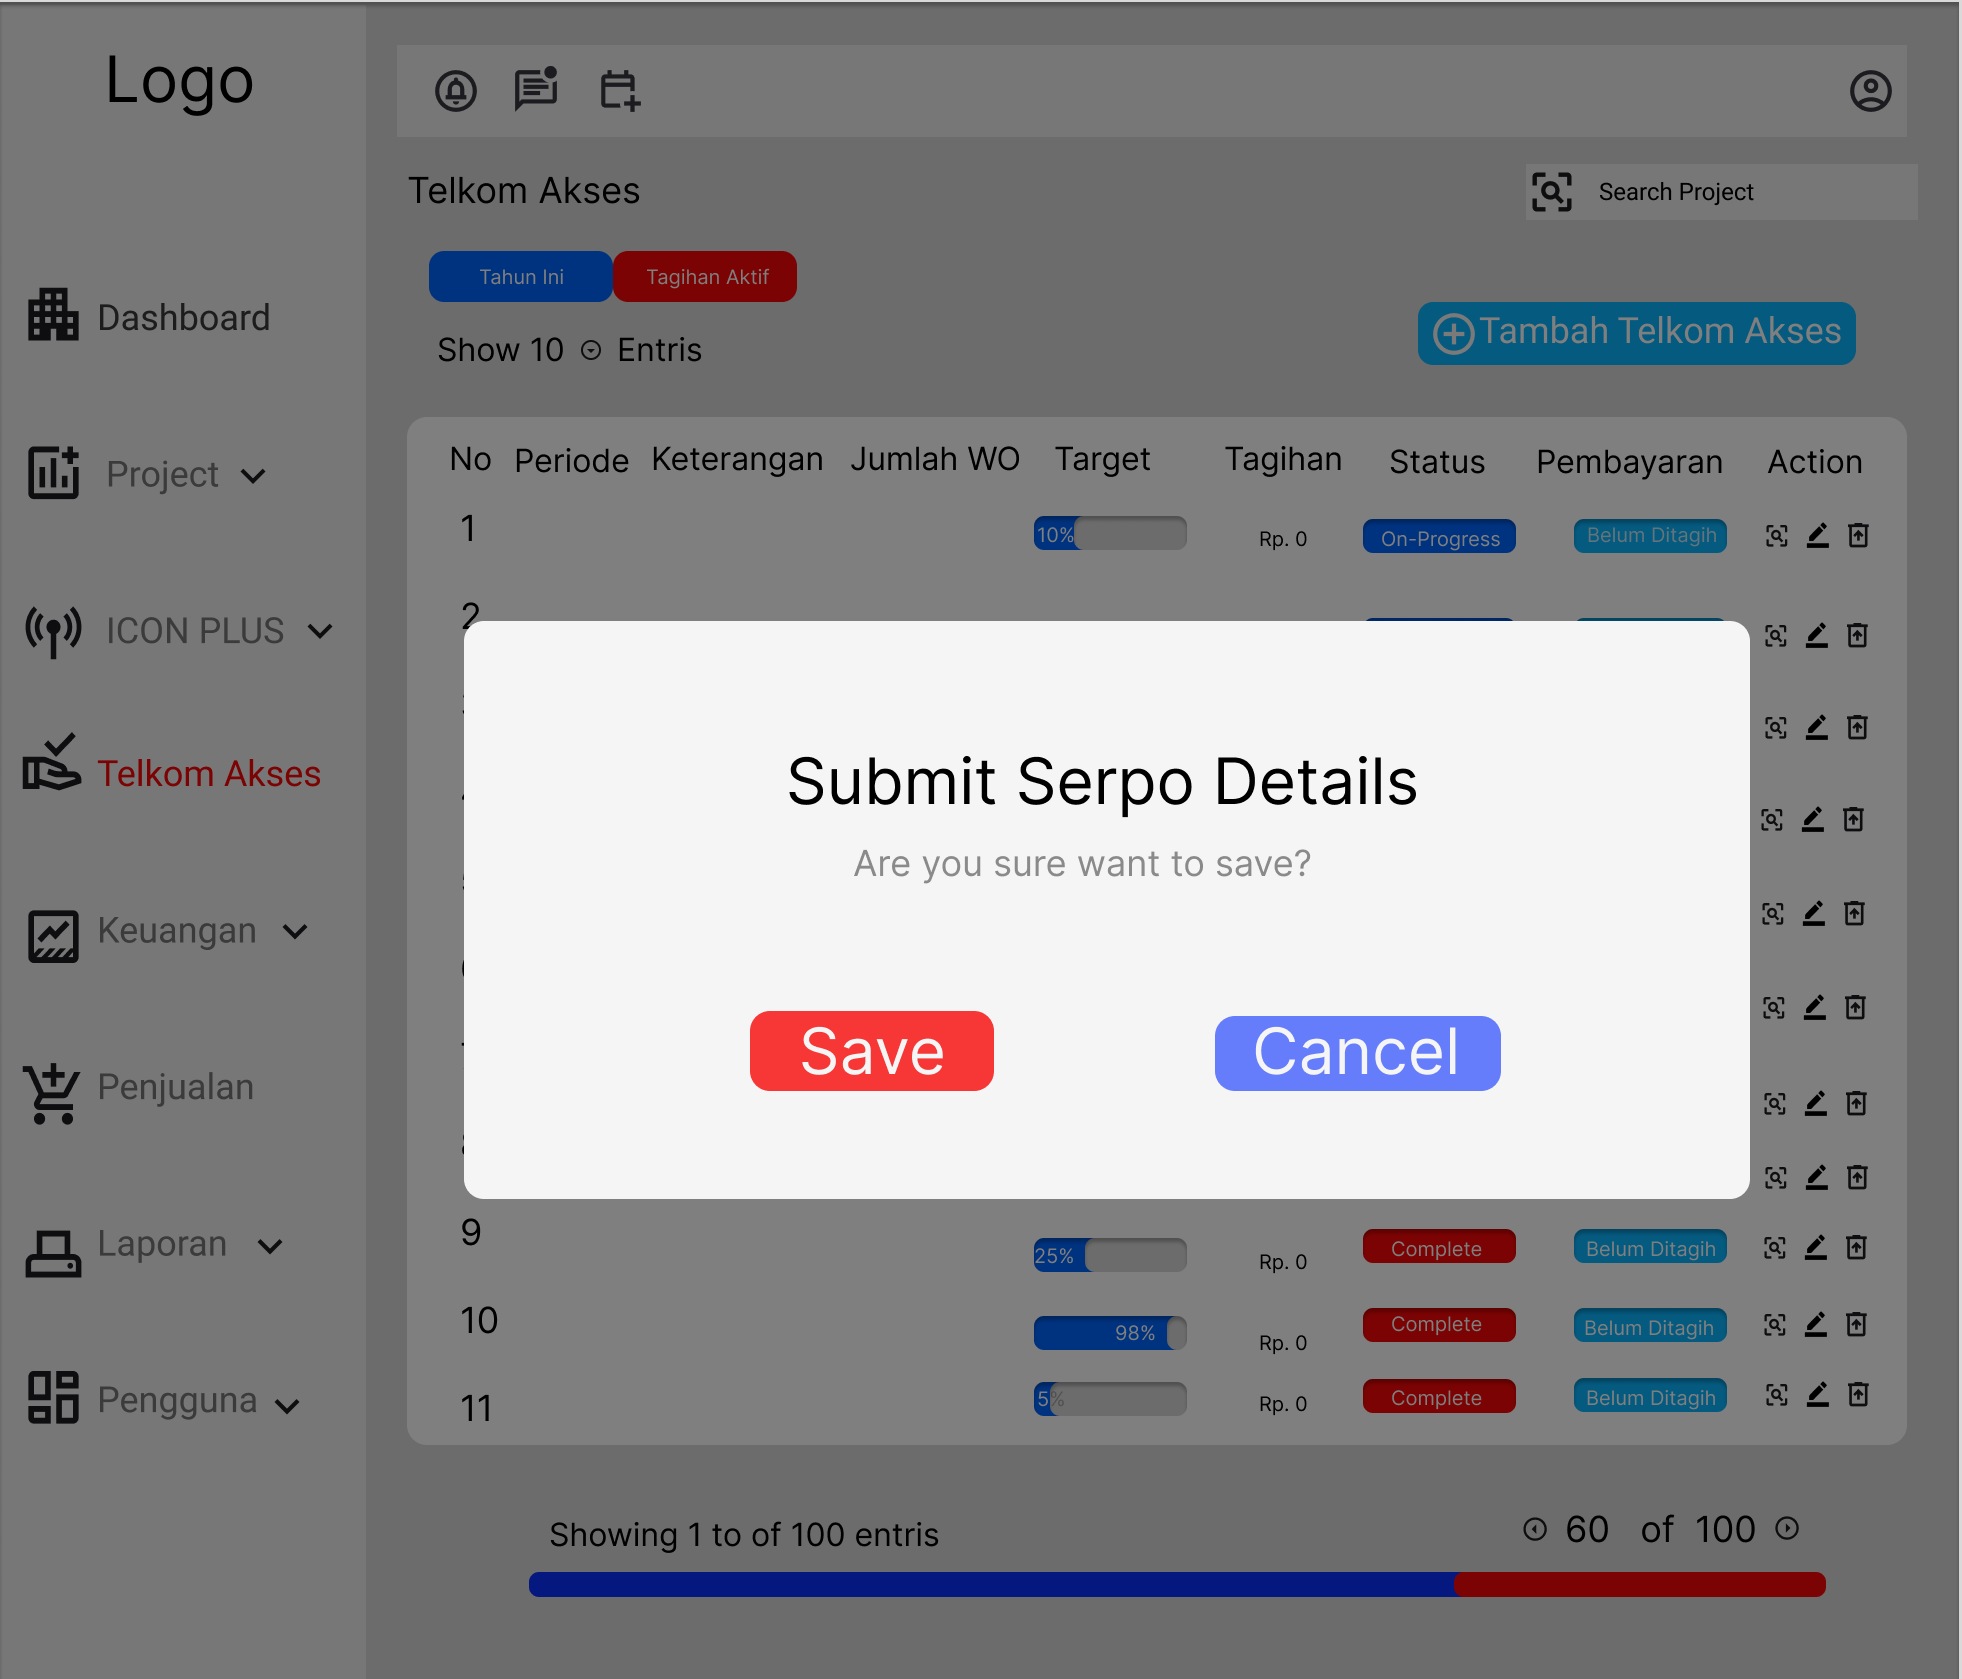 Logo
Dashboard
Project
ICON PLUS
Telkom Akses
Keuangan
Penjualan
Laporan
Pengguna
Telkom Akses
Search Project
Tahun Ini
Tagihan Aktif
Show 10 Entris
Tambah Telkom Akses
No Periode Keterangan Jumlah WO Target Tagihan Status Pembayaran Action
1 10% Rp. 0 On-Progress Belum Ditagih
2
Submit Serpo Details
Are you sure want to save?
Save Cancel
9 25% Rp. 0 Complete Belum Ditagih
10 98% Rp. 0 Complete Belum Ditagih
11 5% Rp. 0 Complete Belum Ditagih
Showing 1 to of 100 entris
60 of 100